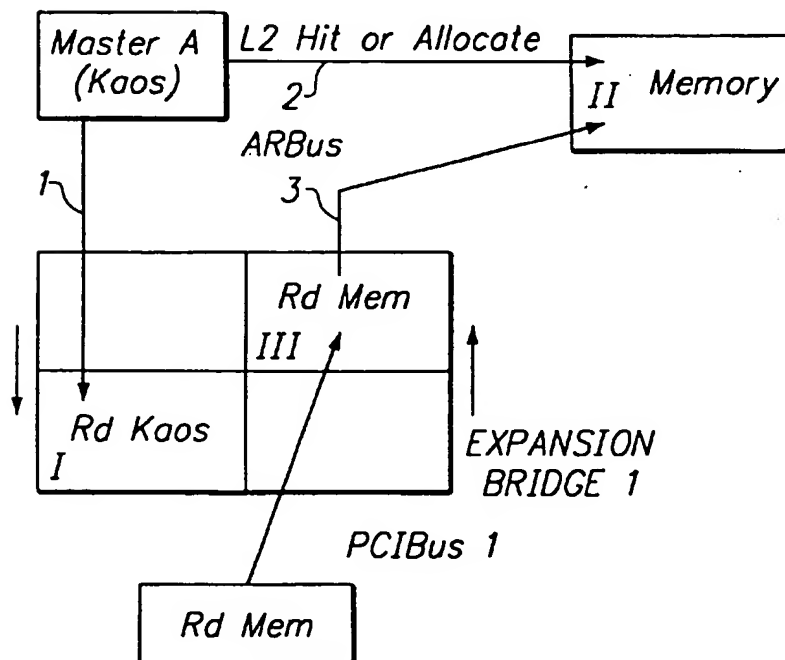 Master A
(Kaos)
L2 Hit or Allocate
2
II Memory
ARBus
1
3
Rd Mem
III
Rd Kaos
I
EXPANSION
BRIDGE 1
PCIBus 1
Rd Mem